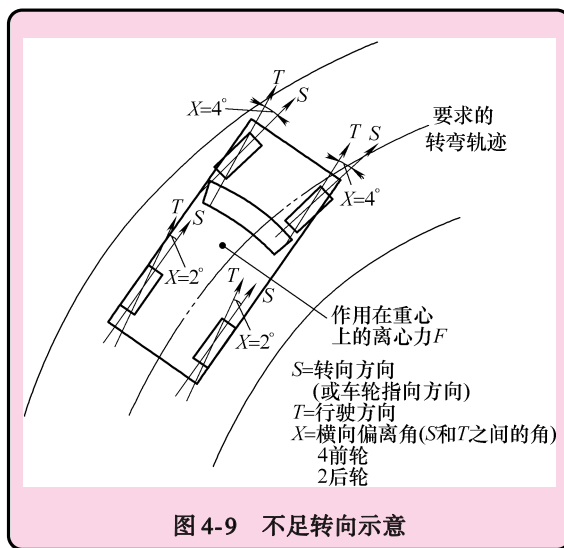 T
S
X=4°
T
S
要求的
转弯轨迹
X=4°
T
S
X=2°
T
S
X=2°
作用在重心
上的离心力F
S=转向方向
(或车轮指向方向)
T=行驶方向
X=横向偏离角(S和T之间的角)
4前轮
2后轮
图4-9 不足转向示意